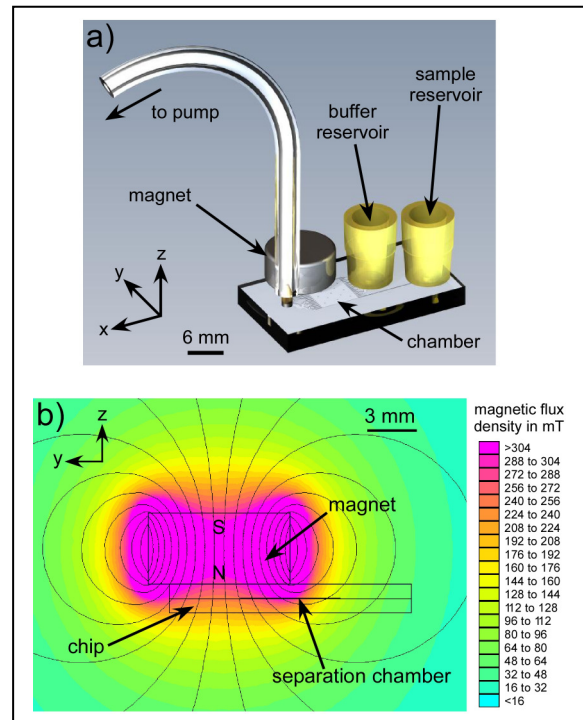 a)
to pump
sample
reservoir
buffer
reservoir
magnet
z
y
x
6 mm
chamber
b)
z
y
3 mm
S
magnet
N
chip
separation chamber
magnetic flux
density in mT
>304
288 to 304
272 to 288
256 to 272
240 to 256
224 to 240
208 to 224
192 to 208
176 to 192
160 to 176
144 to 160
128 to 144
112 to 128
96 to 112
80 to 96
64 to 80
48 to 64
32 to 48
16 to 32
<16